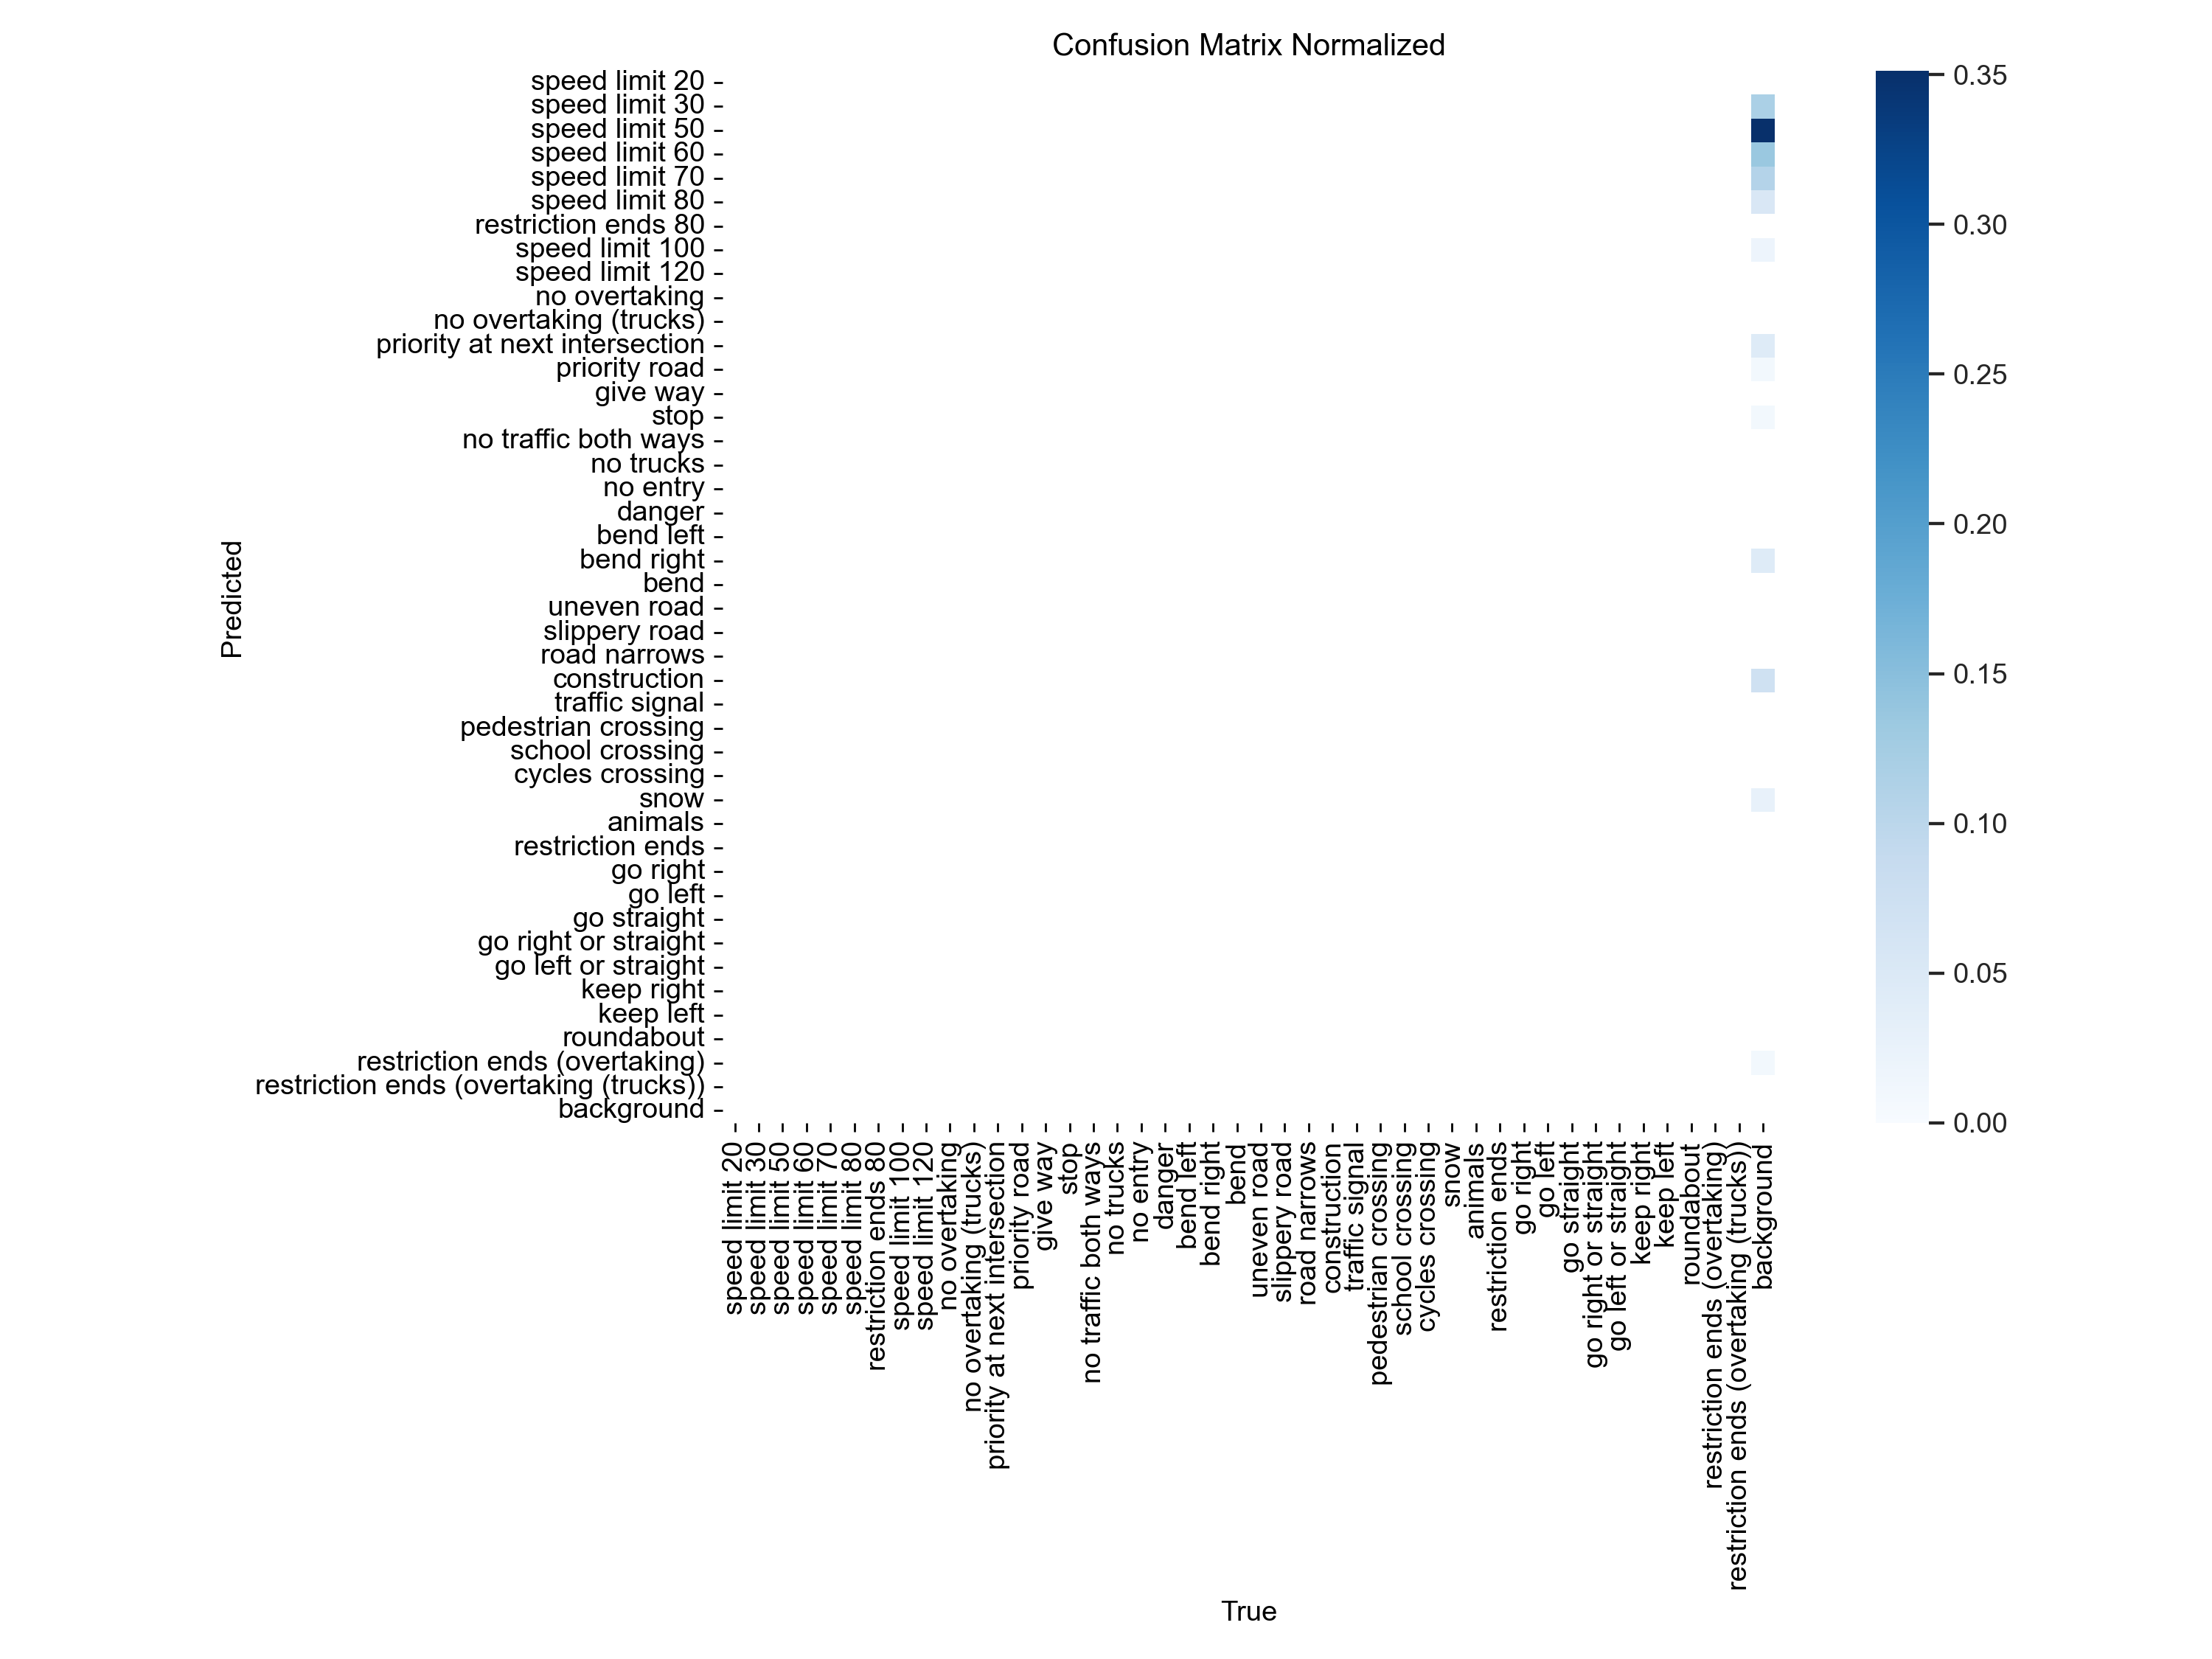 Confusion Matrix Normalized
speed limit 20
speed limit 30
speed limit 50
speed limit 60
speed limit 70
speed limit 80
restriction ends 80
speed limit 100
speed limit 120
no overtaking
no overtaking (trucks)
priority at next intersection
priority road
give way
stop
no traffic both ways
no trucks
no entry
danger
bend left
bend right
bend
uneven road
slippery road
road narrows
construction
traffic signal
pedestrian crossing
school crossing
cycles crossing
snow
animals
restriction ends
go right
go left
go straight
go right or straight
go left or straight
keep right
keep left
roundabout
restriction ends (overtaking)
restriction ends (overtaking (trucks))
background
Predicted
speed limit 20
speed limit 30
speed limit 50
speed limit 60
speed limit 70
speed limit 80
restriction ends 80
speed limit 100
speed limit 120
no overtaking
no overtaking (trucks)
priority at next intersection
priority road
give way
stop
no traffic both ways
no trucks
no entry
danger
bend left
bend right
bend
uneven road
slippery road
road narrows
construction
traffic signal
pedestrian crossing
school crossing
cycles crossing
snow
animals
restriction ends
go right
go left
go straight
go right or straight
go left or straight
keep right
keep left
roundabout
restriction ends (overtaking)
restriction ends (overtaking (trucks))
background
True
0.35
0.30
0.25
0.20
0.15
0.10
0.05
0.00